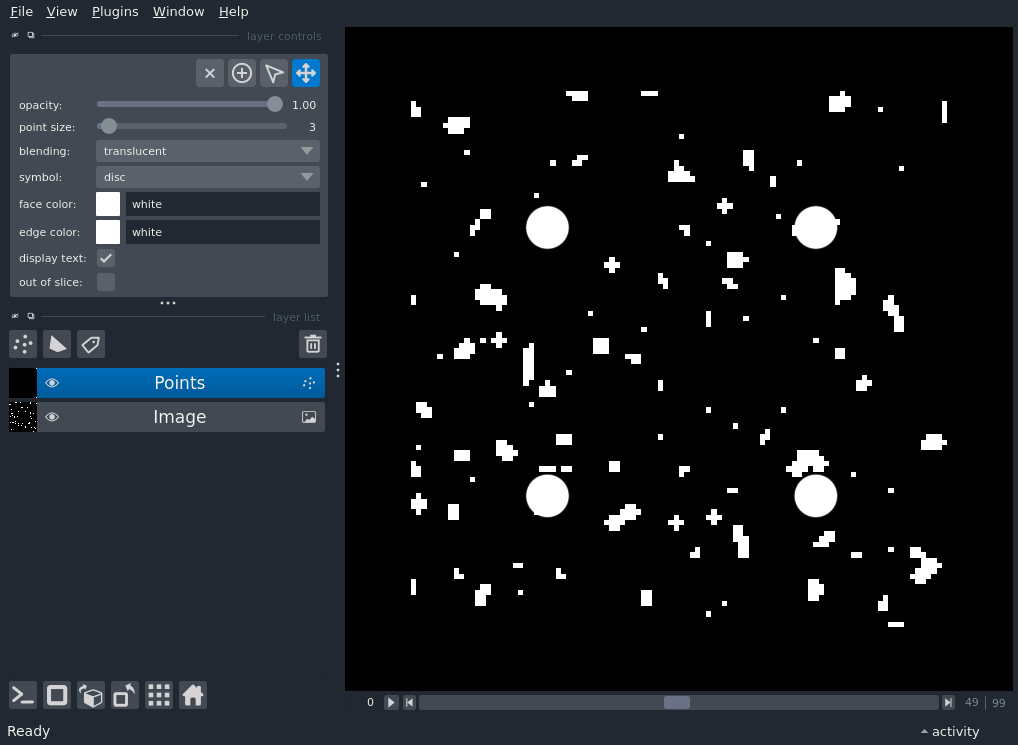 File View Plugins Window Help
layer controls
opacity: 1.00
point size: 3
blending: translucent
symbol: disc
face color: white
edge color: white
display text:
out of slice:
layer list
Points
Image
0 49 99
Ready activity